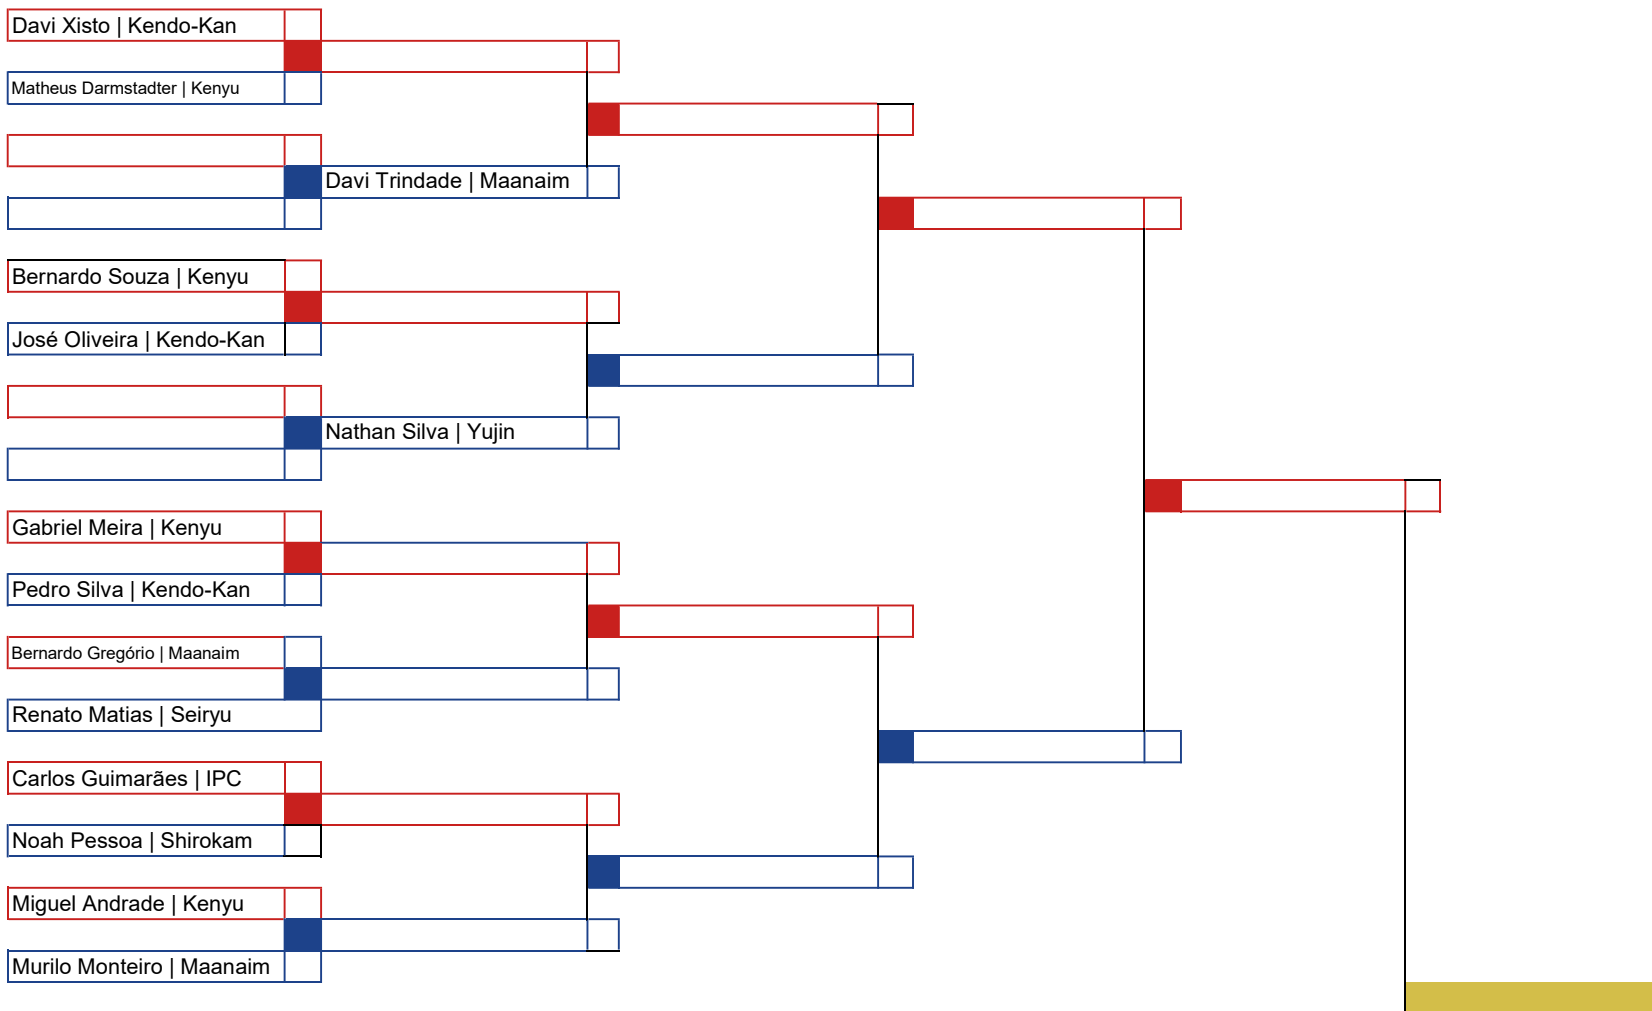 Davi Xisto | Kendo-Kan
Matheus Darmstadter | Kenyu
Davi Trindade | Maanaim
Bernardo Souza | Kenyu
José Oliveira | Kendo-Kan
Nathan Silva | Yujin
Gabriel Meira | Kenyu
Pedro Silva | Kendo-Kan
Bernardo Gregório | Maanaim
Renato Matias | Seiryu
Carlos Guimarães | IPC
Noah Pessoa | Shirokam
Miguel Andrade | Kenyu
Murilo Monteiro | Maanaim